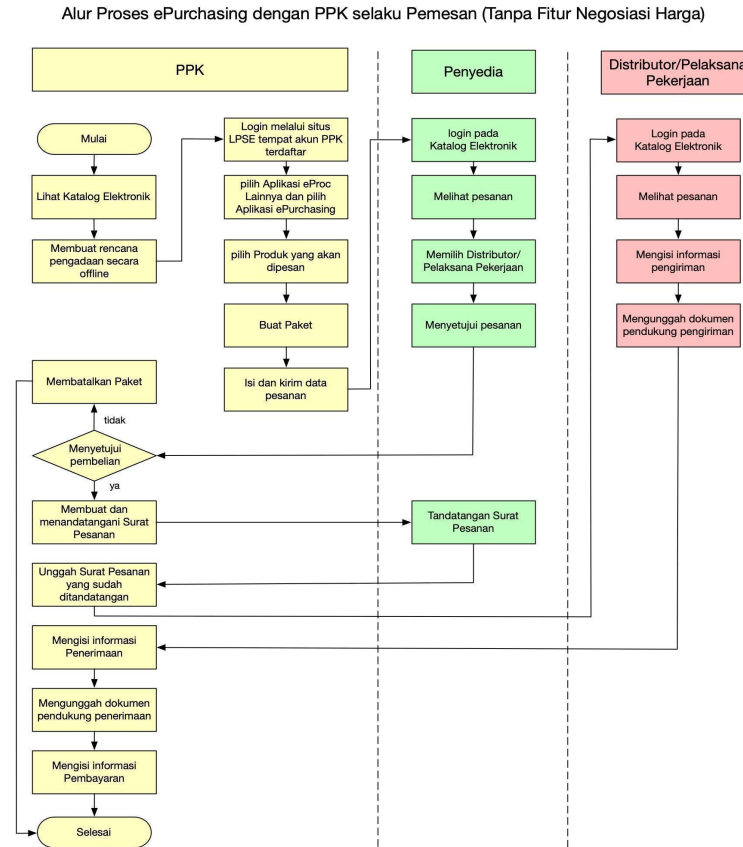 Alur Proses ePurchasing dengan PPK selaku Pemesan (Tanpa Fitur Negosiasi Harga)
PPK
Penyedia
Distributor/Pelaksana
Pekerjaan
Mulai
Lihat Katalog Elektronik
Membuat rencana
pengadaan secara
offline
Login melalui situs
LPSE tempat akun PPK
terdaftar
pilih Aplikasi eProc
Lainnya dan pilih
Aplikasi ePurchasing
pilih Produk yang akan
dipesan
Buat Paket
Isi dan kirim data
pesanan
login pada
Katalog Elektronik
Melihat pesanan
Memilih Distributor/
Pelaksana Pekerjaan
Menyetujui pesanan
Login pada
Katalog Elektronik
Melihat pesanan
Mengisi informasi
pengiriman
Mengunggah dokumen
pendukung pengiriman
Membatalkan Paket
tidak
Menyetujui
pembelian
ya
Membuat dan
menandatangani Surat
Pesanan
Tandatangan Surat
Pesanan
Unggah Surat Pesanan
yang sudah
ditandatangan
Mengisi informasi
Penerimaan
Mengunggah dokumen
pendukung penerimaan
Mengisi informasi
Pembayaran
Selesai